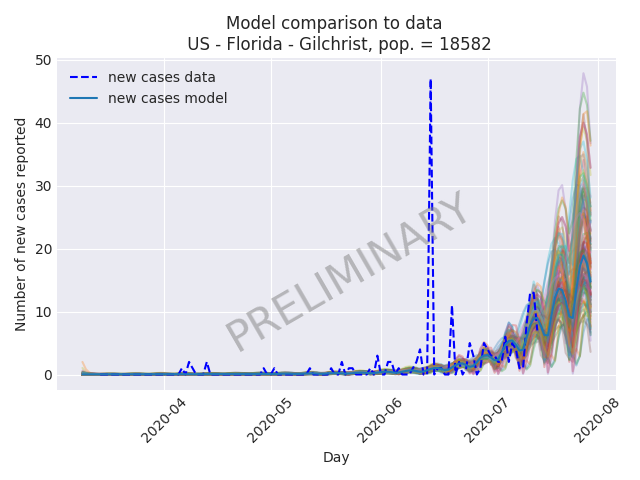 Model comparison to data
US - Florida - Gilchrist, pop. = 18582
Number of new cases reported
50
40
30
20
10
0
new cases data
new cases model
PRELIMINARY
2020-04
2020-05
2020-06
2020-07
2020-08
Day